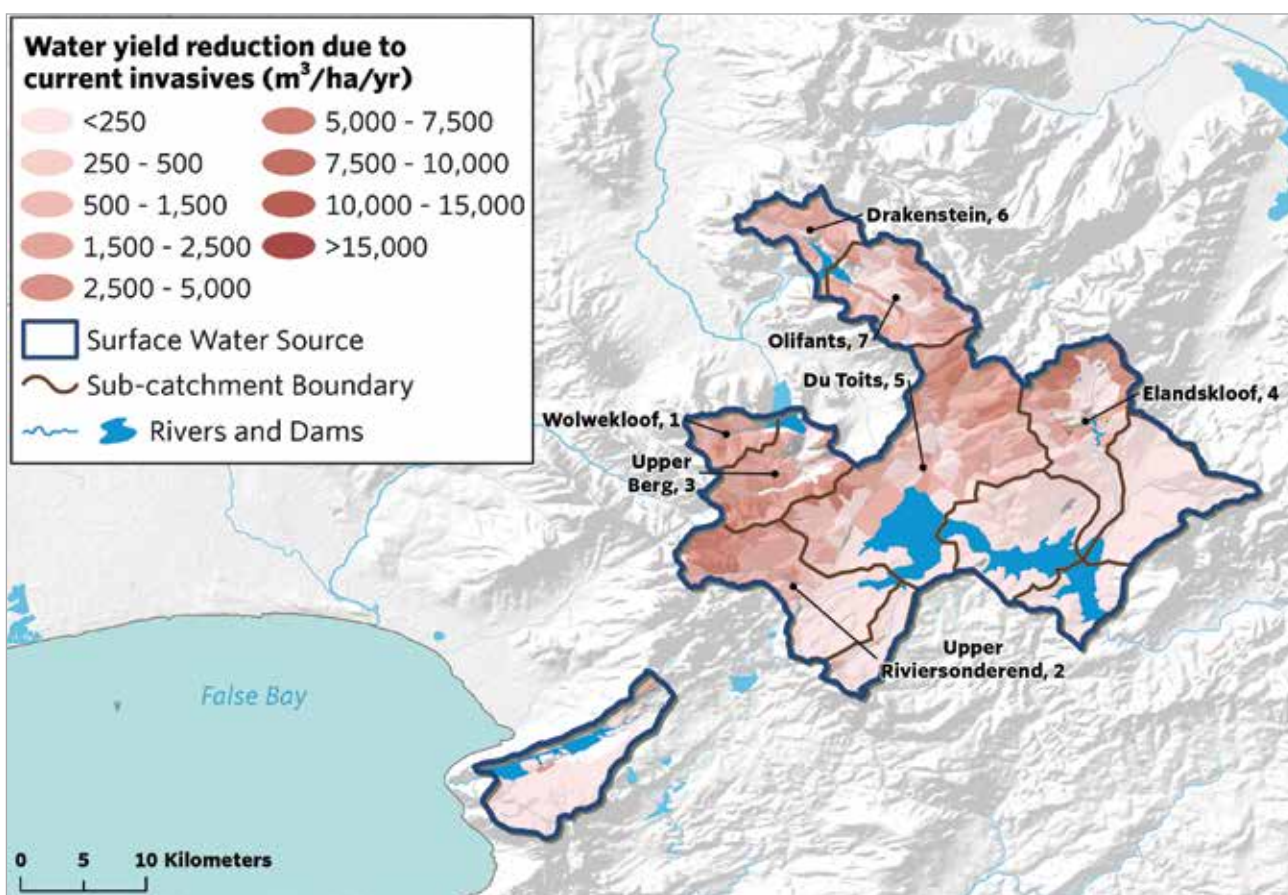 Water yield reduction due to
current invasives (m³/ha/yr)
<250
250 - 500
500 - 1,500
1,500 - 2,500
2,500 - 5,000
5,000 - 7,500
7,500 - 10,000
10,000 - 15,000
>15,000
Surface Water Source
Sub-catchment Boundary
Rivers and Dams
Drakenstein, 6
Olifants, 7
Du Toits, 5
Elandskloof, 4
Wolwekloof, 1
Upper
Berg, 3
Upper
Riviersonderend, 2
False Bay
0 5 10 Kilometers